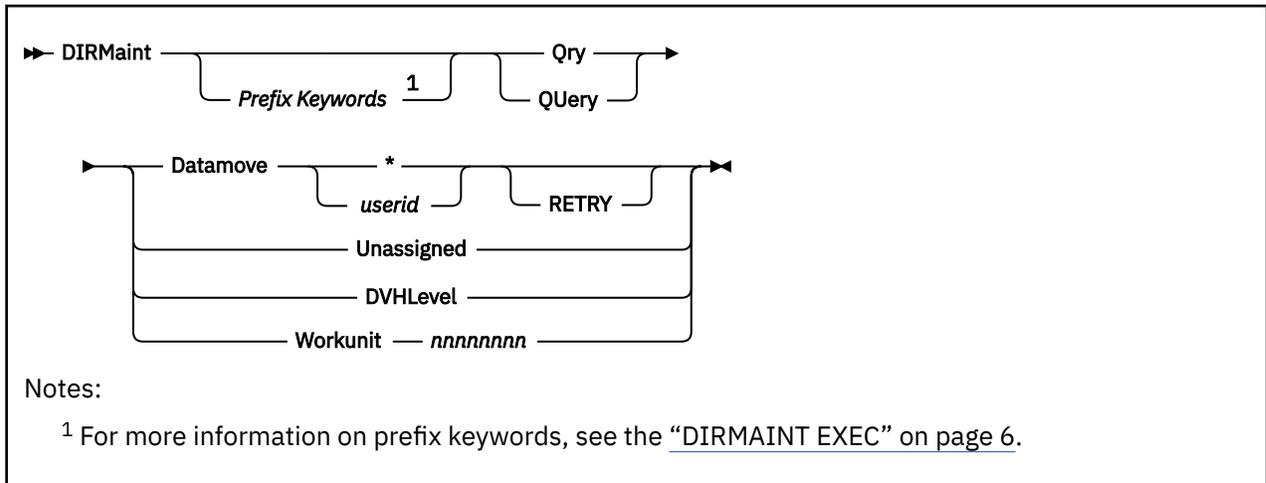 DIRMaint Qry
Prefix Keywords 1 QUery
Datamove *
userid RETRY
Unassigned
DVHLevel
Workunit nnnnnnnn
Notes:
1 For more information on prefix keywords, see the “DIRMAINT EXEC” on page 6.